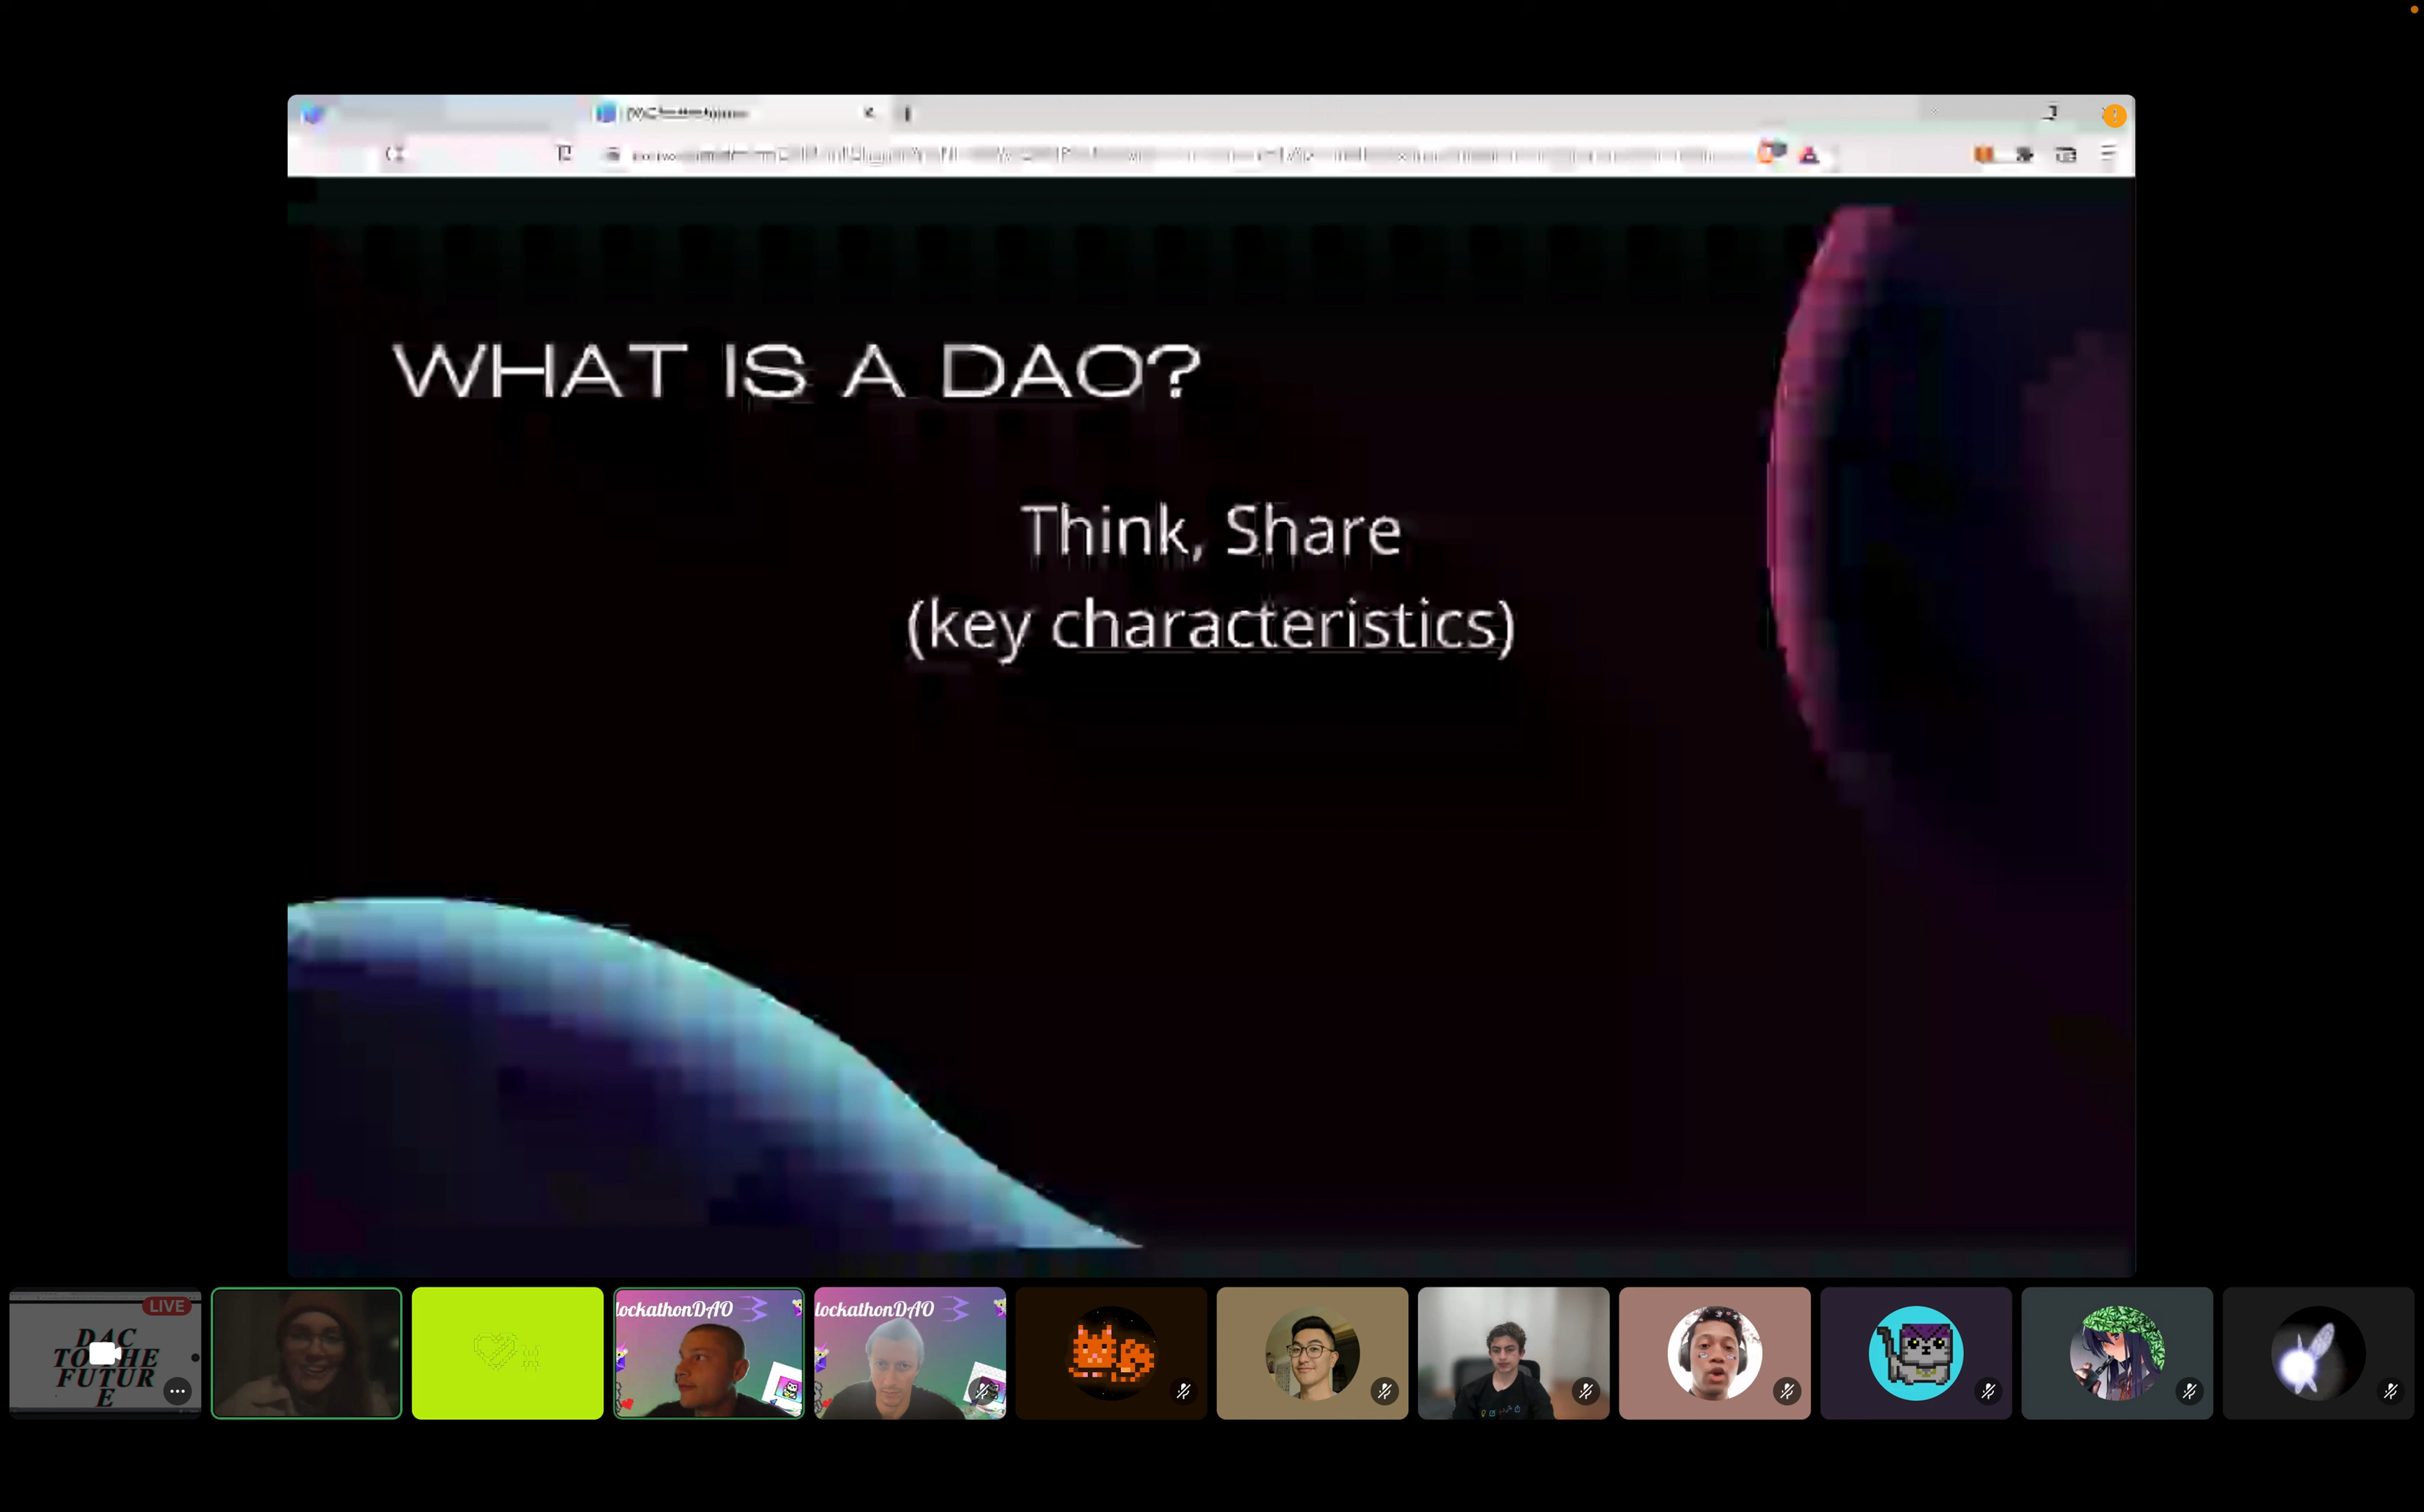 WHAT IS A DAO?
Think, Share
(key characteristics)
LIVE
DAC
TO THE
FUTUR
E
lockathonDAO
lockathonDAO